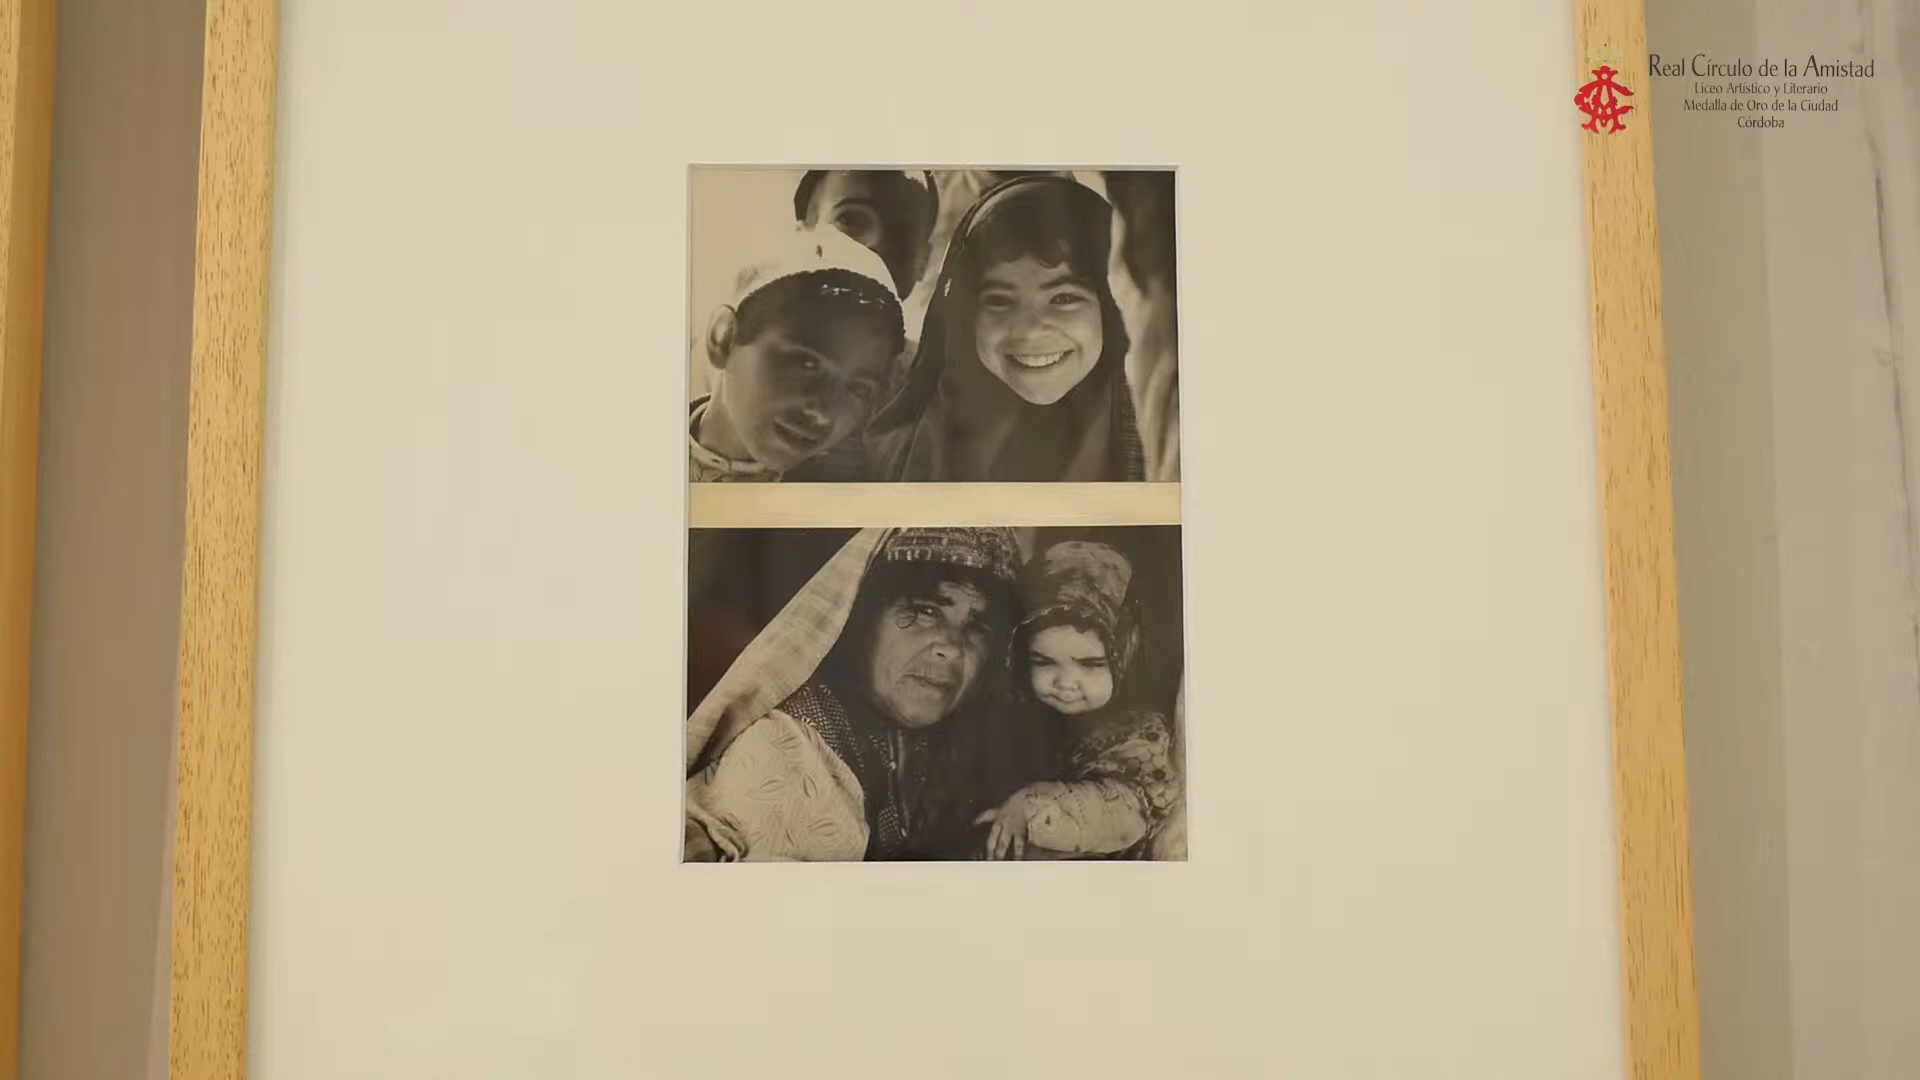 Real Círculo de la Amistad
Liceo Artístico y Literario
Medalla de Oro de la Ciudad
Córdoba